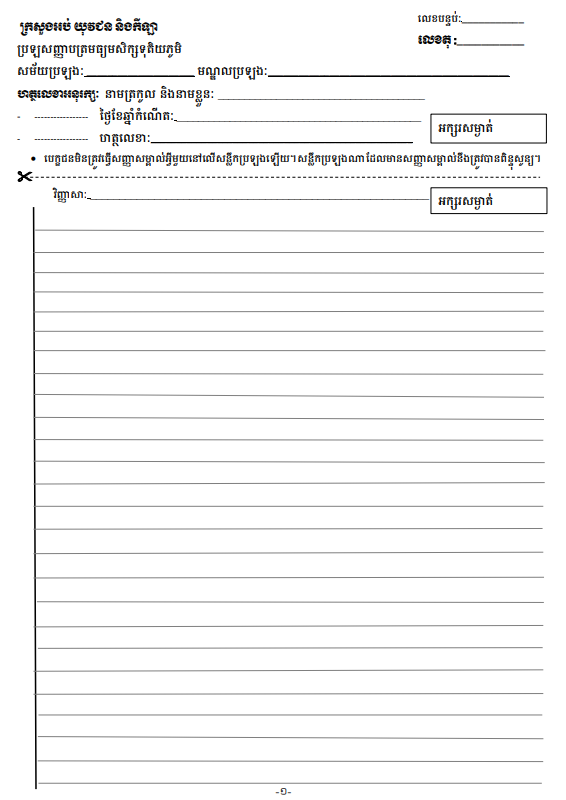 លេខបន្ទប់:
ក្រសួងអប់រំ យុវជន និងកីឡា
លេខតុ :
ប្រឡងសញ្ញាបត្រមធ្យមសិក្សាទុតិយភូមិ
សម័យប្រឡង: មណ្ឌលប្រឡង:
ហត្ថលេខាអនុរក្ស: នាមត្រកូល និងនាមខ្លួន:
- ----------------- ថ្ងៃខែឆ្នាំកំណើត:
អក្សរសម្ងាត់
- ----------------- ហត្ថលេខា:
• បេក្ខជនមិនត្រូវធ្វើសញ្ញាសម្គាល់អ្វីមួយនៅលើសន្លឹកប្រឡងឡើយ។សន្លឹកប្រឡងណាដែលមានសញ្ញាសម្គាល់នឹងត្រូវបានពិន្ទុសូន្យ។
វិញ្ញាសា:
អក្សរសម្ងាត់
-១-